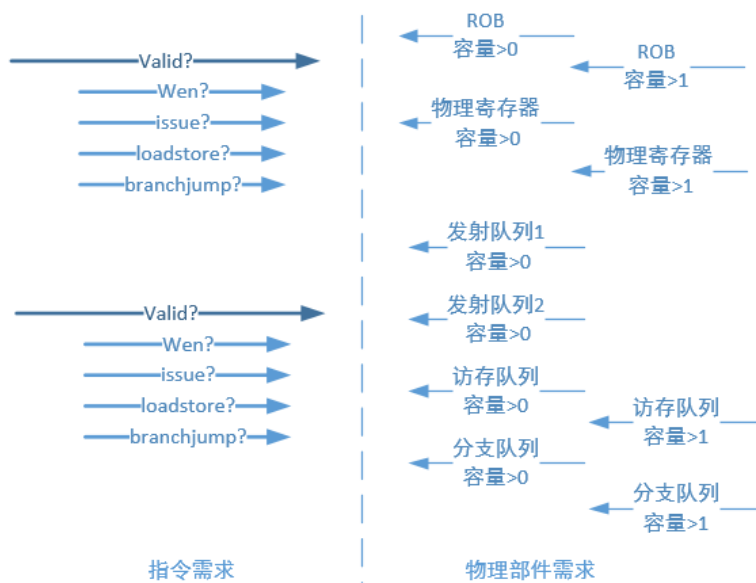 Valid?
Wen?
issue?
loadstore?
branchjump?
Valid?
Wen?
issue?
loadstore?
branchjump?
指令需求
ROB
容量>0
ROB
容量>1
物理寄存器
容量>0
物理寄存器
容量>1
发射队列1
容量>0
发射队列2
容量>0
访存队列
容量>0
访存队列
容量>1
分支队列
容量>0
分支队列
容量>1
物理部件需求